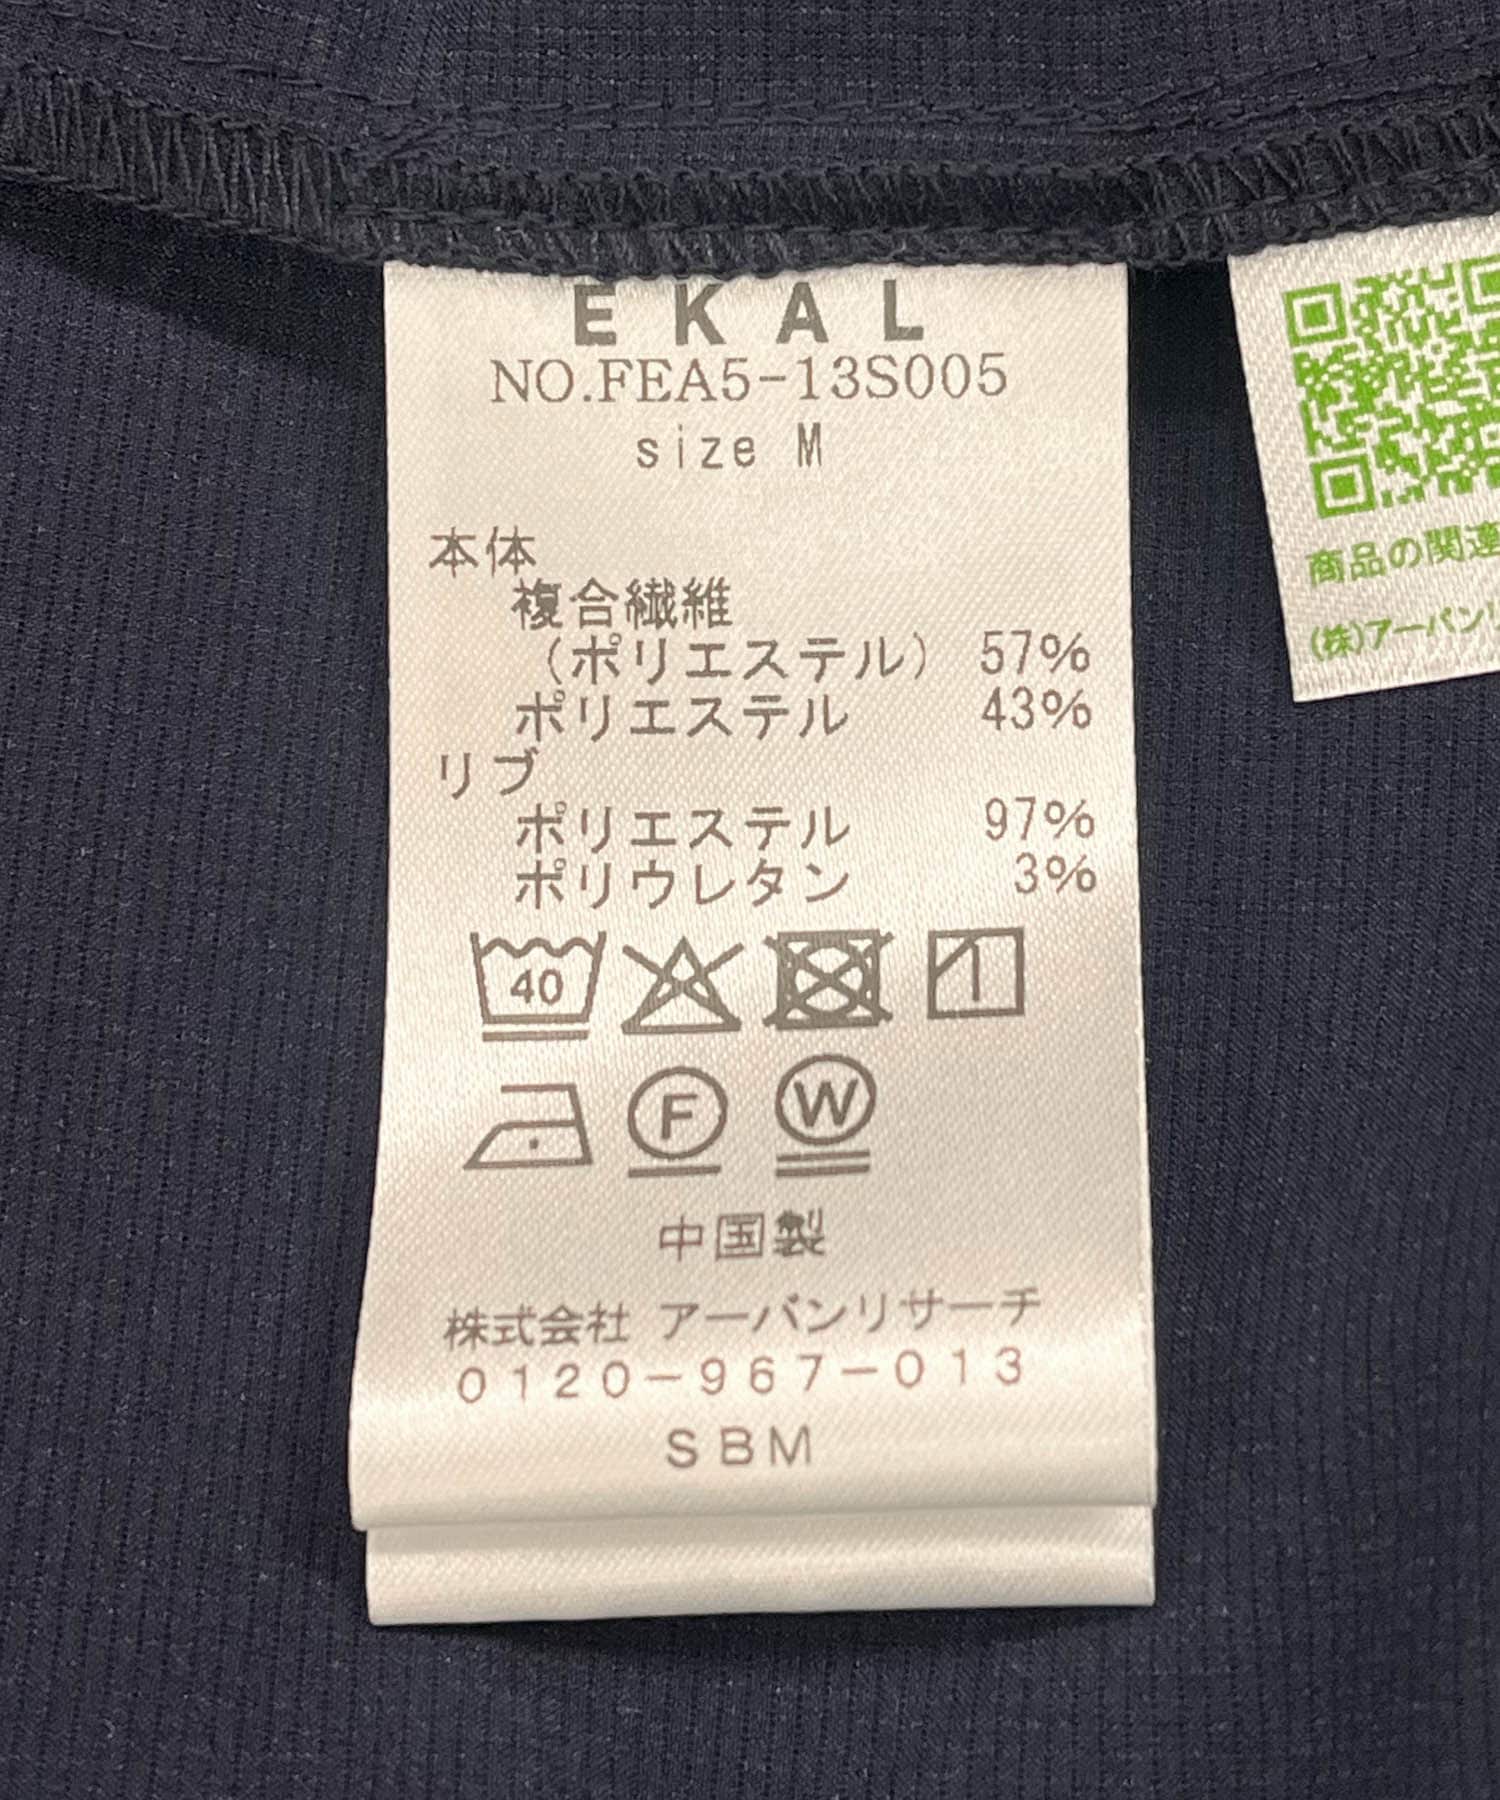 EKAL
NO.FEA5-13S005
size M
本体
複合繊維
(ポリエステル) 57%
ポリエステル 43%
リブ
ポリエステル 97%
ポリウレタン 3%
40
F
W
中国製
株式会社 アーバンリサーチ
0120-967-013
SBM
商品の関連
(株)アーバンリ